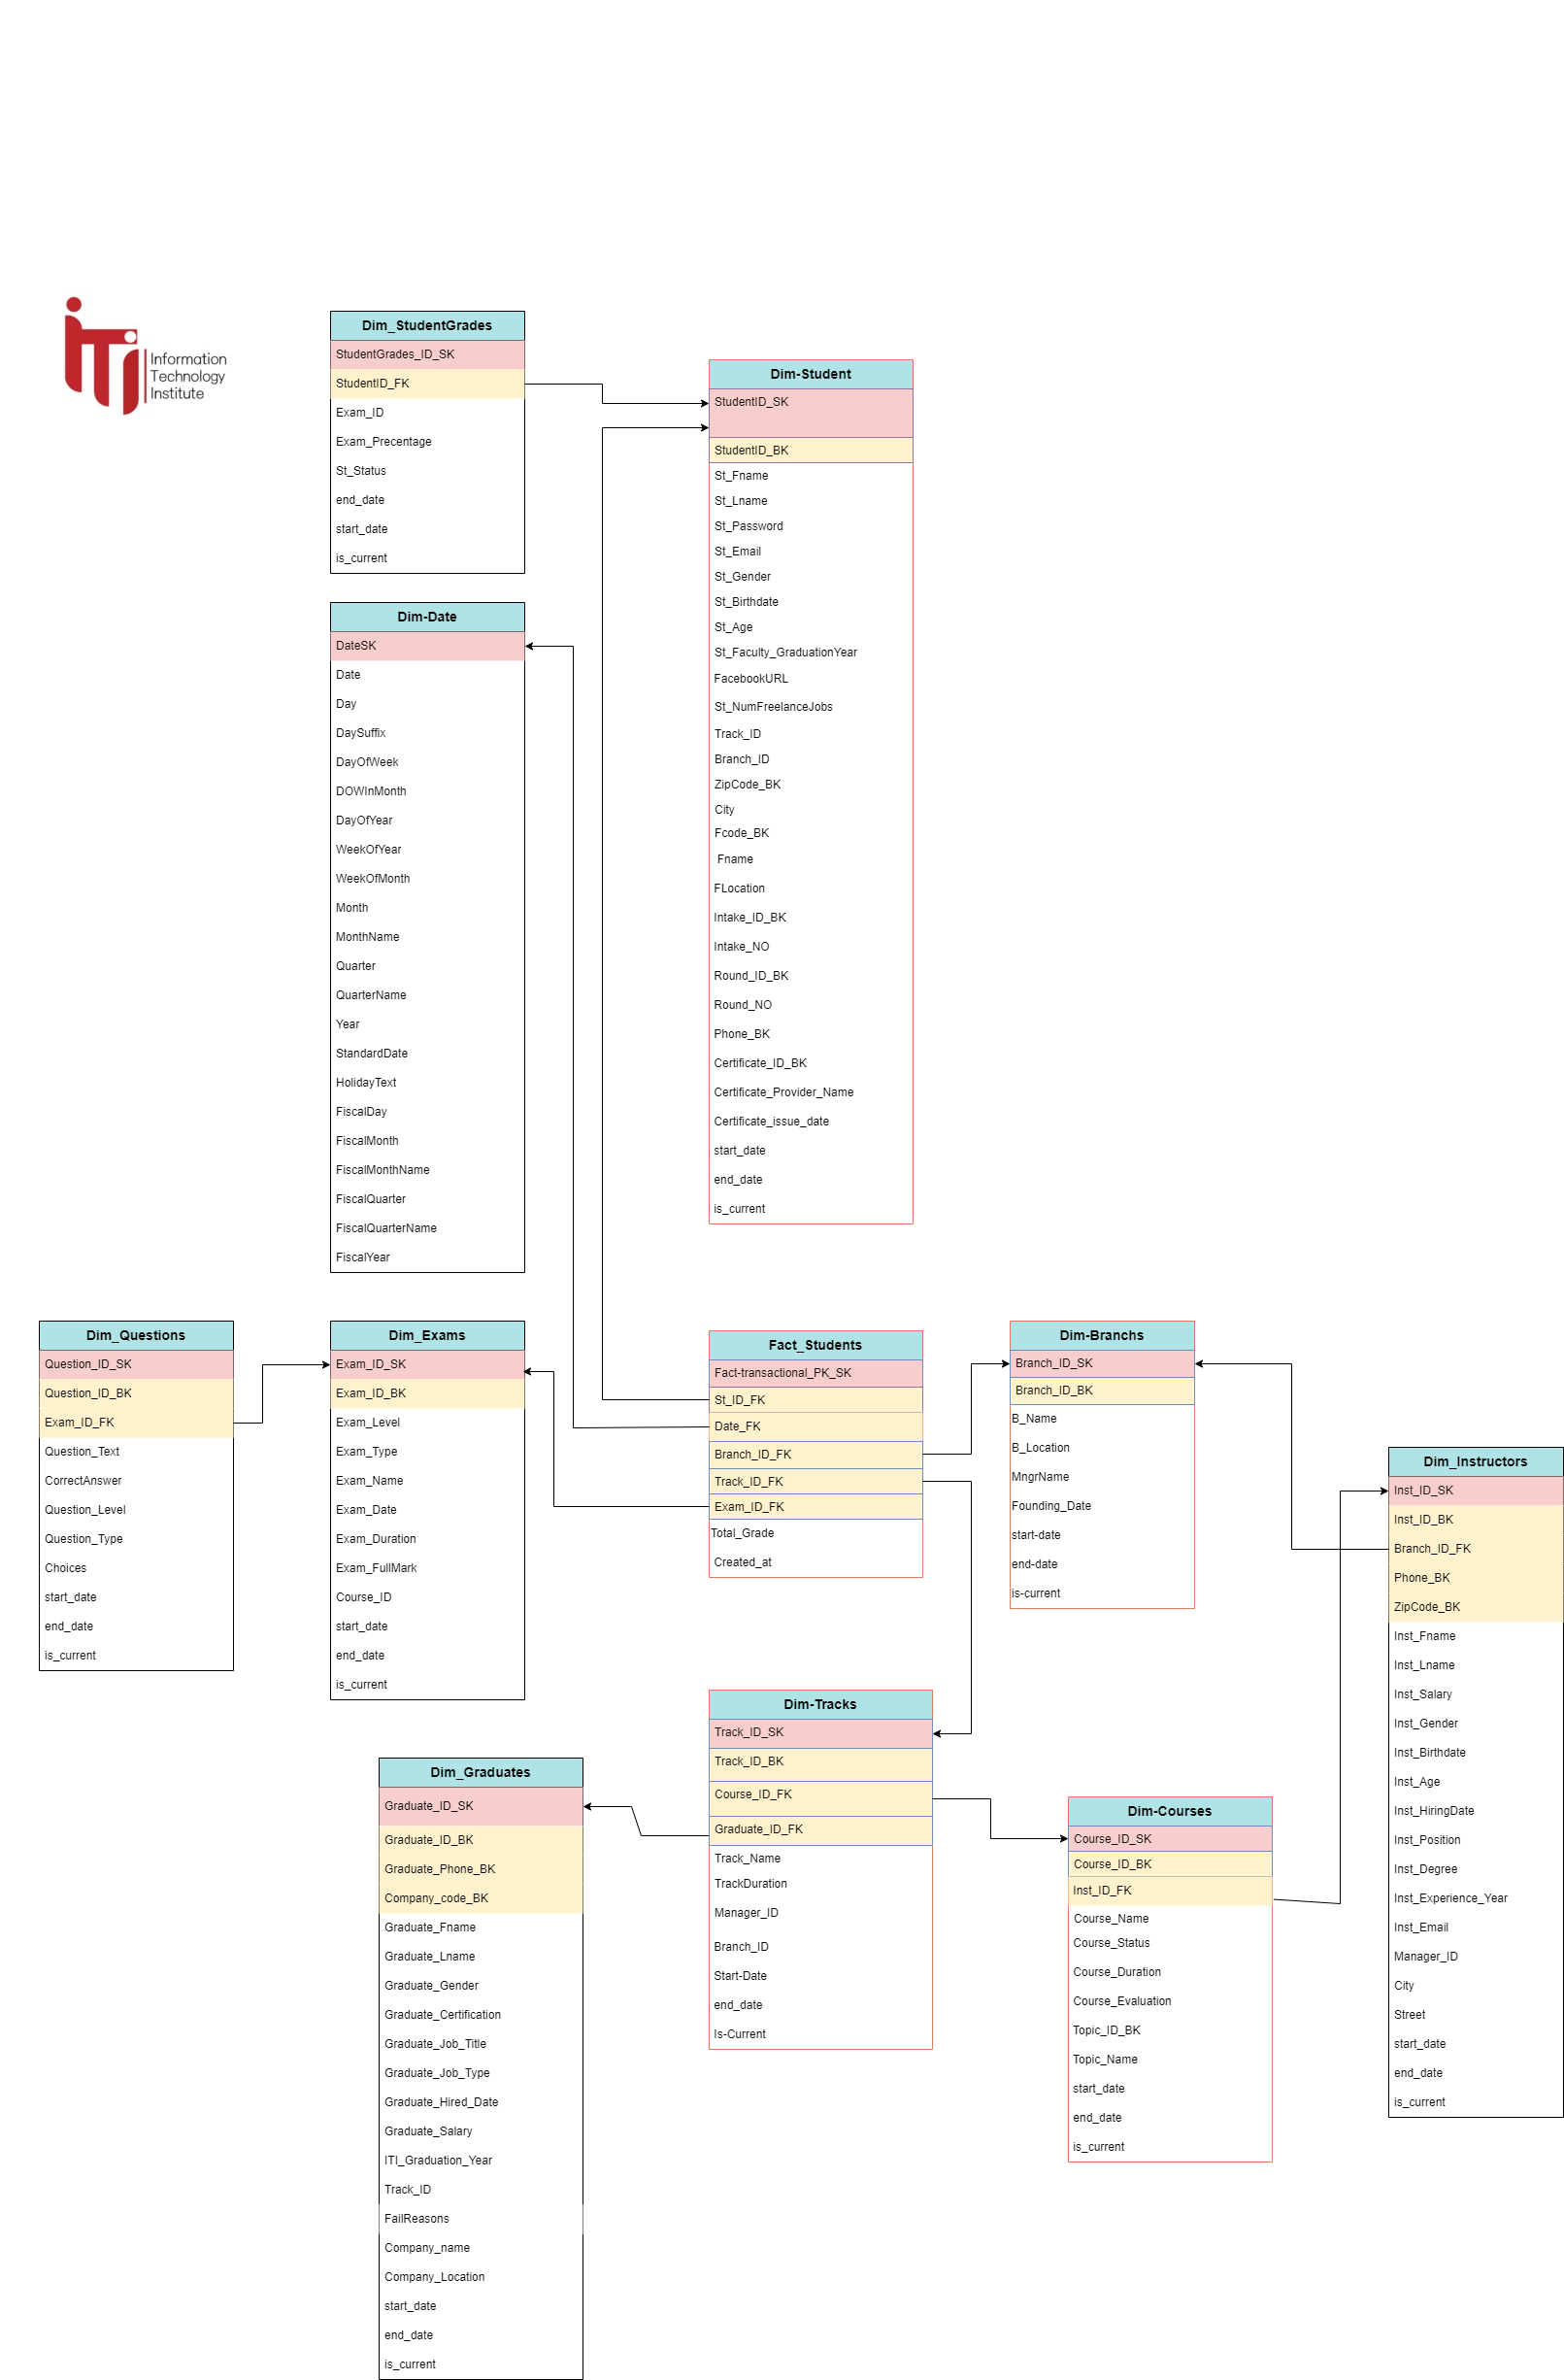 Information
Technology
Institute
Dim_StudentGrades
StudentGrades_ID_SK
StudentID_FK
Exam_ID
Exam_Precentage
St_Status
end_date
start_date
is_current
Dim-Student
StudentID_SK
StudentID_BK
St_Fname
St_Lname
St_Password
St_Email
St_Gender
St_Birthdate
St_Age
St_Faculty_GraduationYear
FacebookURL
St_NumFreelanceJobs
Track_ID
Branch_ID
ZipCode_BK
City
Fcode_BK
Fname
FLocation
Intake_ID_BK
Intake_NO
Round_ID_BK
Round_NO
Phone_BK
Certificate_ID_BK
Certificate_Provider_Name
Certificate_issue_date
start_date
end_date
is_current
Dim-Date
DateSK
Date
Day
DaySuffix
DayOfWeek
DOWInMonth
DayOfYear
WeekOfYear
WeekOfMonth
Month
MonthName
Quarter
QuarterName
Year
StandardDate
HolidayText
FiscalDay
FiscalMonth
FiscalMonthName
FiscalQuarter
FiscalQuarterName
FiscalYear
Dim_Questions
Question_ID_SK
Question_ID_BK
Exam_ID_FK
Question_Text
CorrectAnswer
Question_Level
Question_Type
Choices
start_date
end_date
is_current
Dim_Exams
Exam_ID_SK
Exam_ID_BK
Exam_Level
Exam_Type
Exam_Name
Exam_Date
Exam_Duration
Exam_FullMark
Course_ID
start_date
end_date
is_current
Fact_Students
Fact-transactional_PK_SK
St_ID_FK
Date_FK
Branch_ID_FK
Track_ID_FK
Exam_ID_FK
Total_Grade
Created_at
Dim-Branchs
Branch_ID_SK
Branch_ID_BK
B_Name
B_Location
MngrName
Founding_Date
start-date
end-date
is-current
Dim_Instructors
Inst_ID_SK
Inst_ID_BK
Branch_ID_FK
Phone_BK
ZipCode_BK
Inst_Fname
Inst_Lname
Inst_Salary
Inst_Gender
Inst_Birthdate
Inst_Age
Inst_HiringDate
Inst_Position
Inst_Degree
Inst_Experience_Year
Inst_Email
Manager_ID
City
Street
start_date
end_date
is_current
Dim_Graduates
Graduate_ID_SK
Graduate_ID_BK
Graduate_Phone_BK
Company_code_BK
Graduate_Fname
Graduate_Lname
Graduate_Gender
Graduate_Certification
Graduate_Job_Title
Graduate_Job_Type
Graduate_Hired_Date
Graduate_Salary
ITI_Graduation_Year
Track_ID
FailReasons
Company_name
Company_Location
start_date
end_date
is_current
Dim-Tracks
Track_ID_SK
Track_ID_BK
Course_ID_FK
Graduate_ID_FK
Track_Name
TrackDuration
Manager_ID
Branch_ID
Start-Date
end_date
Is-Current
Dim-Courses
Course_ID_SK
Course_ID_BK
Inst_ID_FK
Course_Name
Course_Status
Course_Duration
Course_Evaluation
Topic_ID_BK
Topic_Name
start_date
end_date
is_current